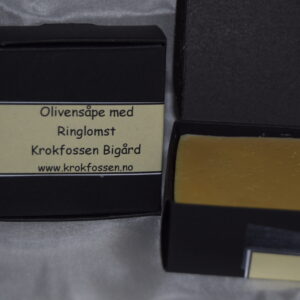 Olivensåpe med
Ringlomst
Krokfossen Bigård
www.krokfossen.no